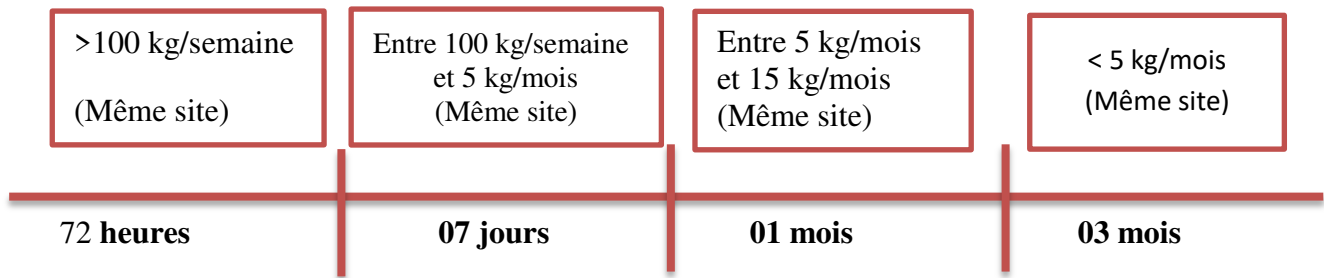 >100 kg/semaine
(Même site)
Entre 100 kg/semaine
et 5 kg/mois
(Même site)
Entre 5 kg/mois
et 15 kg/mois
(Même site)
< 5 kg/mois
(Même site)
72 heures
07 jours
01 mois
03 mois